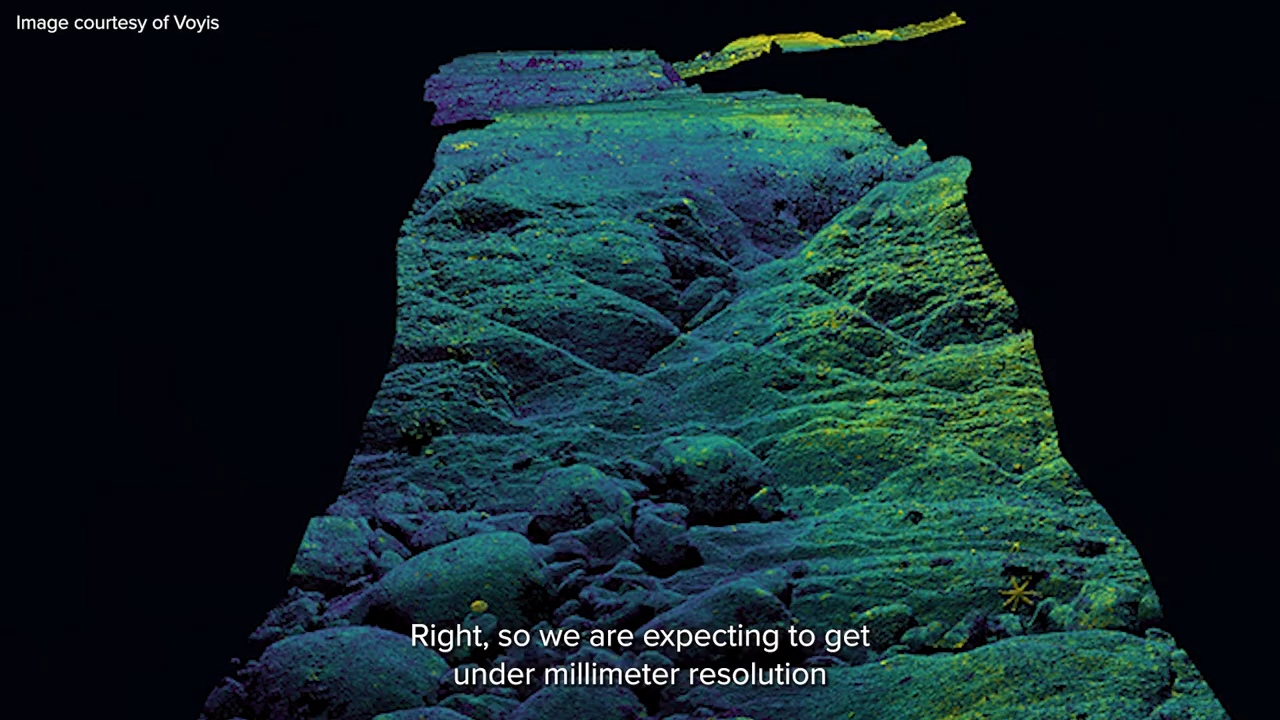 Image courtesy of Voyis
Right, so we are expecting to get
under millimeter resolution